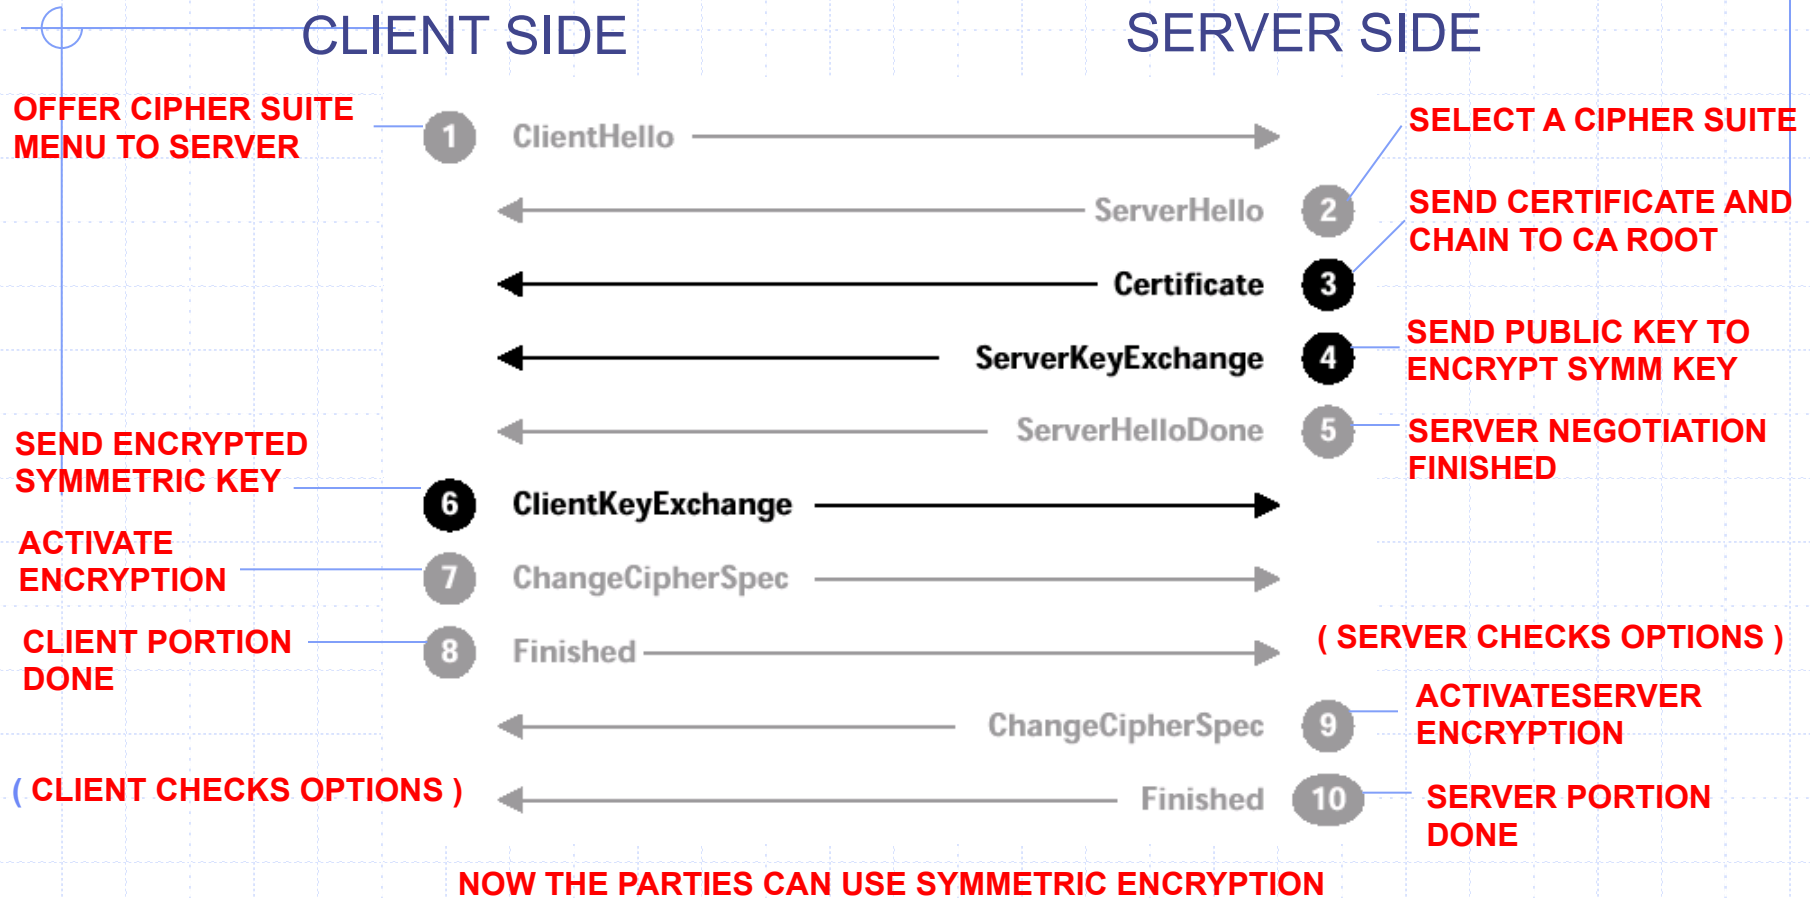 CLIENT SIDE
SERVER SIDE
OFFER CIPHER SUITE
MENU TO SERVER
1 ClientHello
SELECT A CIPHER SUITE
ServerHello 2
SEND CERTIFICATE AND
CHAIN TO CA ROOT
Certificate 3
ServerKeyExchange 4
SEND PUBLIC KEY TO
ENCRYPT SYMM KEY
ServerHelloDone 5
SERVER NEGOTIATION
FINISHED
SEND ENCRYPTED
SYMMETRIC KEY
6 ClientKeyExchange
ACTIVATE
ENCRYPTION
7 ChangeCipherSpec
CLIENT PORTION
DONE
8 Finished
( SERVER CHECKS OPTIONS )
ChangeCipherSpec 9
ACTIVATESERVER
ENCRYPTION
( CLIENT CHECKS OPTIONS )
Finished 10
SERVER PORTION
DONE
NOW THE PARTIES CAN USE SYMMETRIC ENCRYPTION